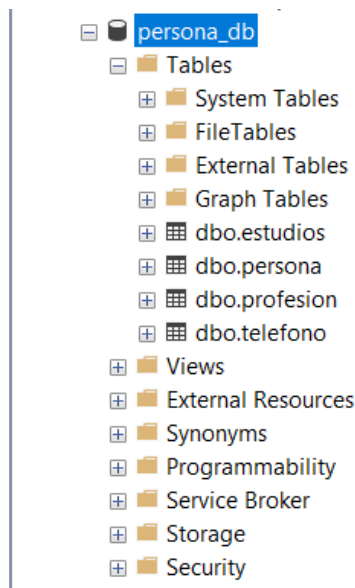 persona_db
Tables
System Tables
FileTables
External Tables
Graph Tables
dbo.estudios
dbo.persona
dbo.profesion
dbo.telefono
Views
External Resources
Synonyms
Programmability
Service Broker
Storage
Security